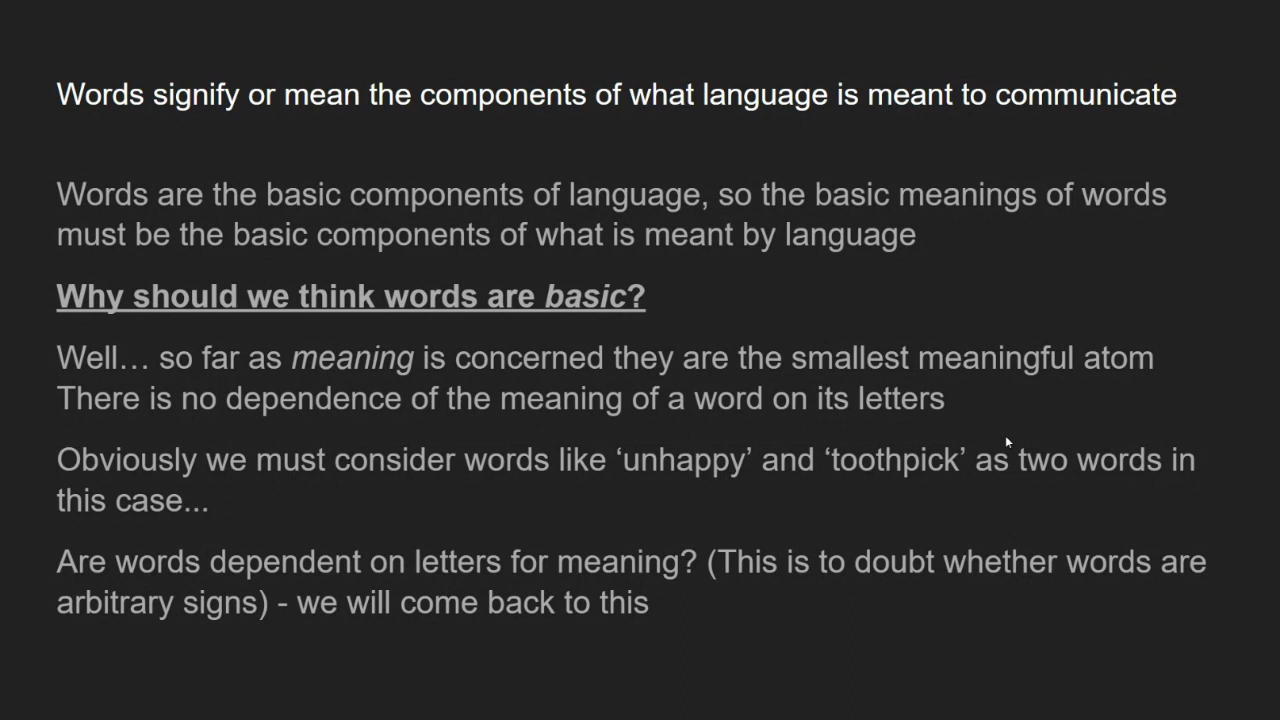 Words signify or mean the components of what language is meant to communicate
Words are the basic components of language, so the basic meanings of words
must be the basic components of what is meant by language
Why should we think words are basic?
Well… so far as meaning is concerned they are the smallest meaningful atom
There is no dependence of the meaning of a word on its letters
Obviously we must consider words like ‘unhappy’ and ‘toothpick’ as two words in
this case...
Are words dependent on letters for meaning? (This is to doubt whether words are
arbitrary signs) - we will come back to this